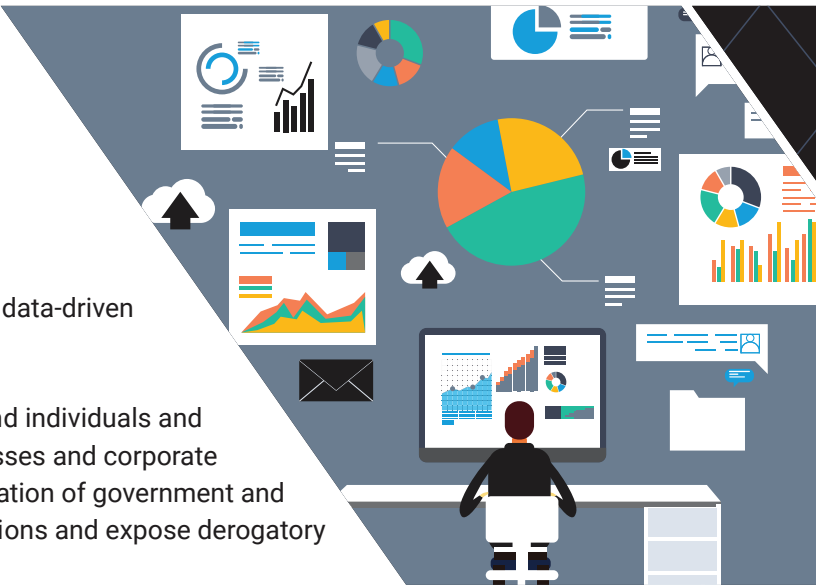 data-driven
nd individuals and
sses and corporate
ation of government and
ions and expose derogatory